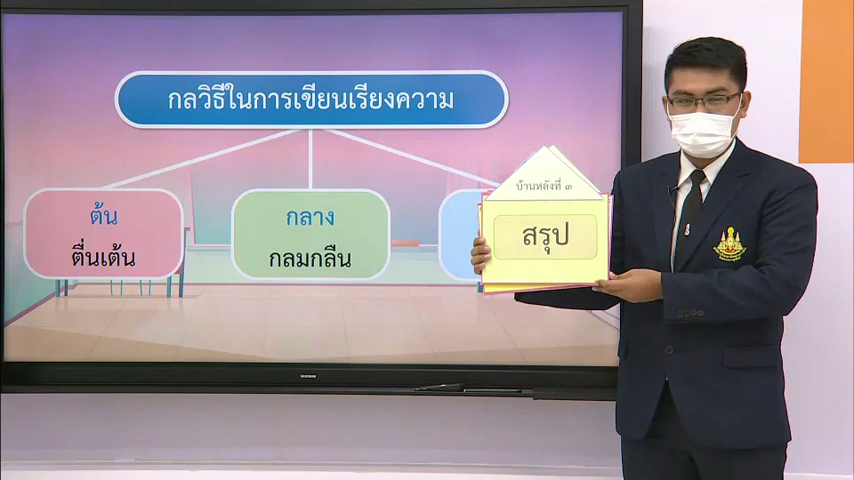 กลวิธีในการเขียนเรียงความ
ต้น
ตื่นเต้น
กลาง
กลมกลืน
บ้านหลังที่ ๓
สรุป
SAMSUNG